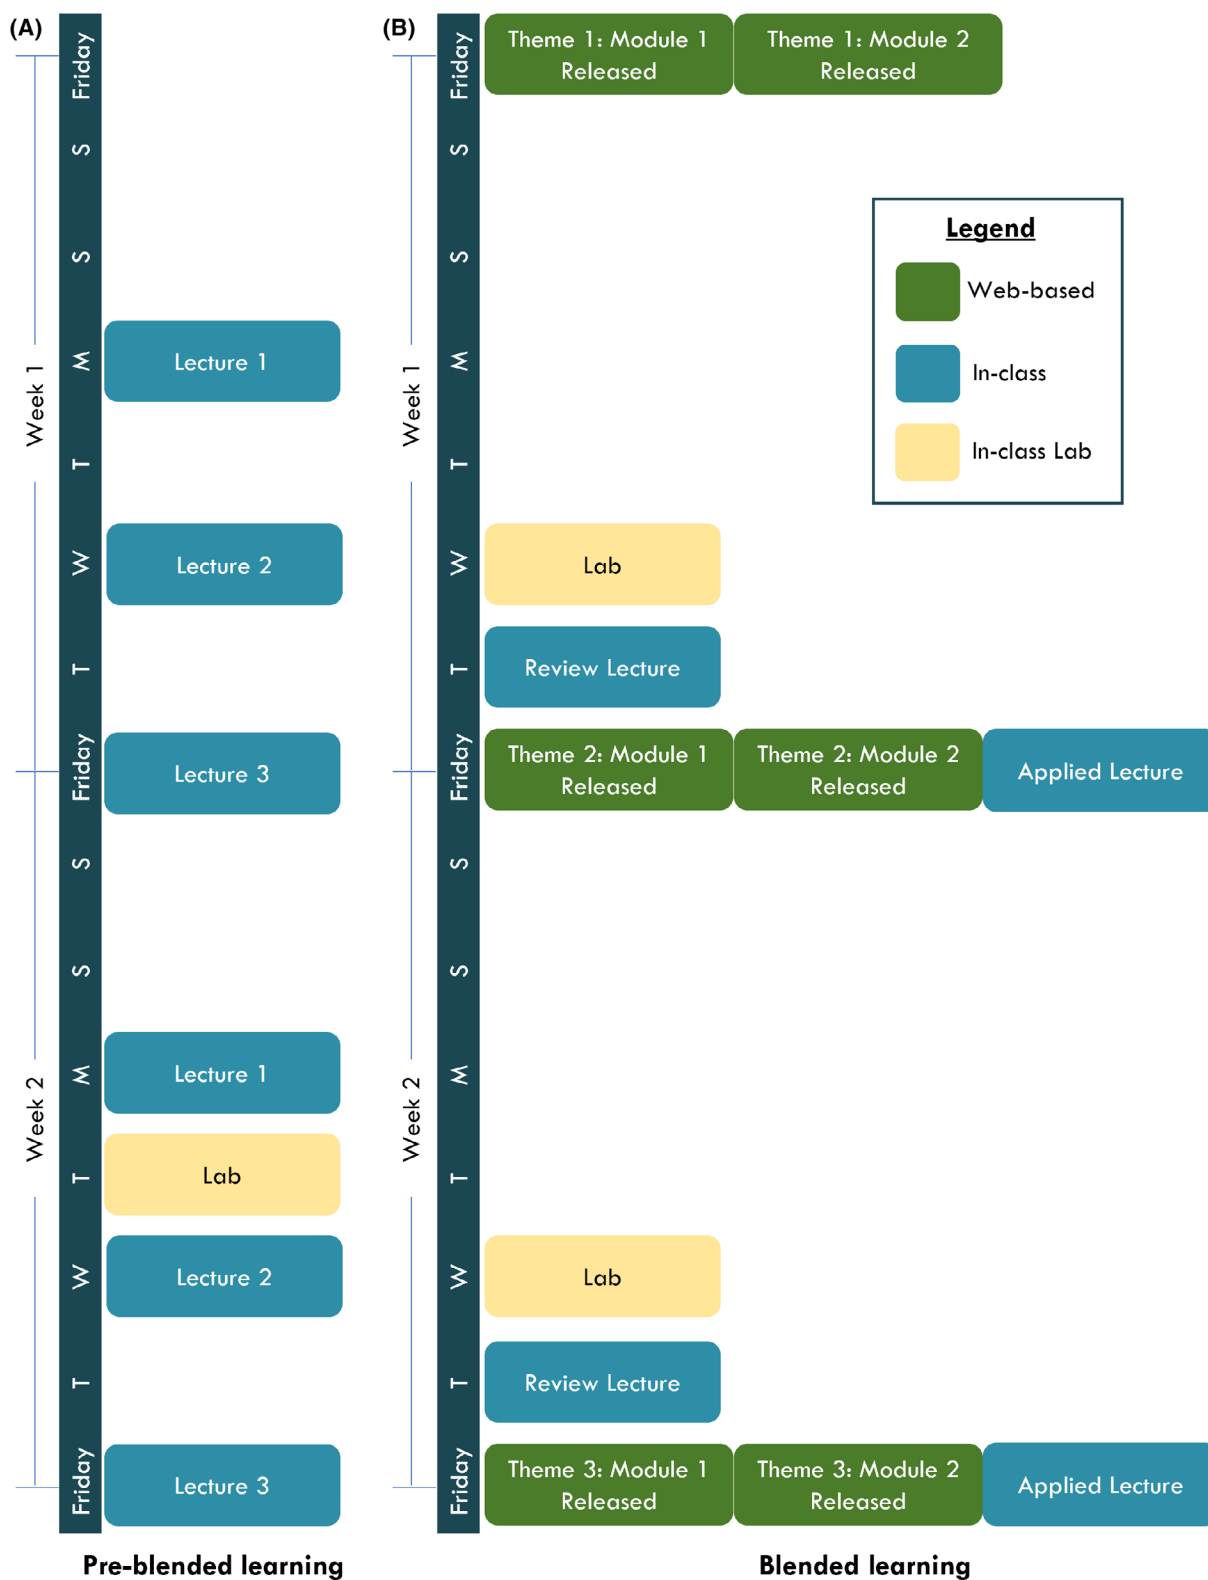 (A)
Week 1
Week 2
Friday
S
S
M
T
W
T
Friday
S
S
M
T
W
T
Friday
Lecture 1
Lecture 2
Lecture 3
Lecture 1
Lab
Lecture 2
Lecture 3
Pre-blended learning
(B)
Week 1
Week 2
Friday
S
S
M
T
W
T
Friday
S
S
M
T
W
T
Friday
Theme 1: Module 1
Released
Theme 1: Module 2
Released
Legend
Web-based
In-class
In-class Lab
Lab
Review Lecture
Theme 2: Module 1
Released
Theme 2: Module 2
Released
Applied Lecture
Lab
Review Lecture
Theme 3: Module 1
Released
Theme 3: Module 2
Released
Applied Lecture
Blended learning